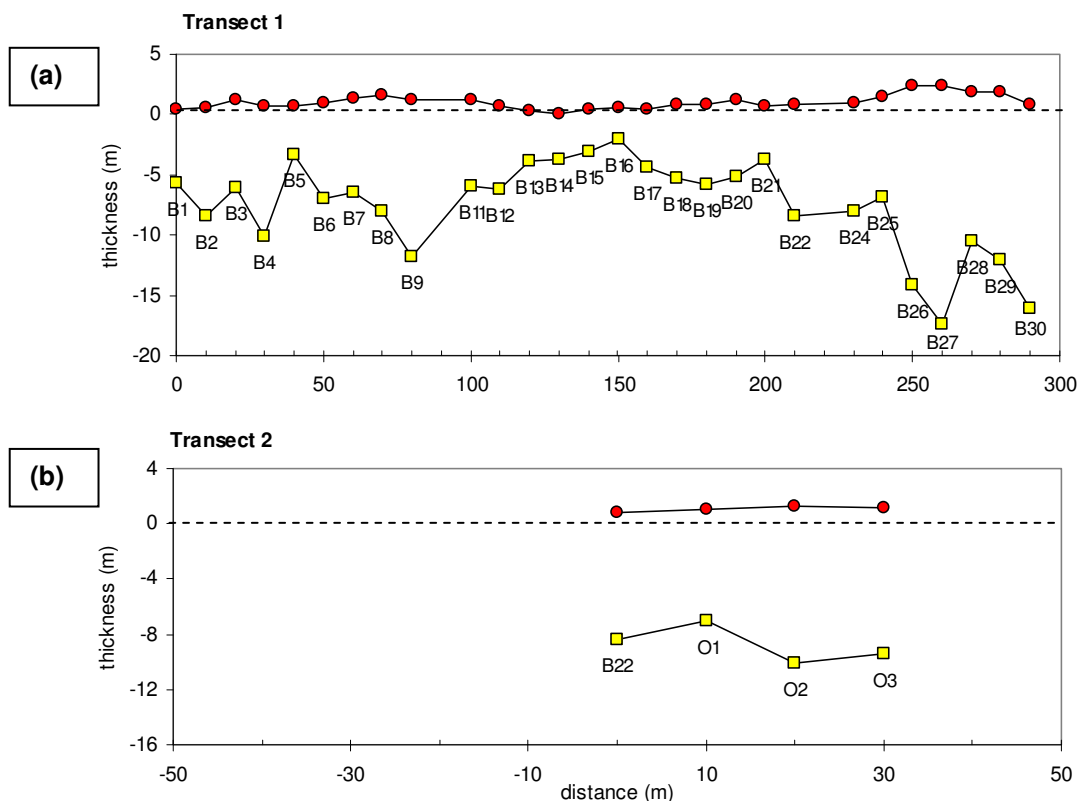 Transect 1
(a)
thickness (m)
5
0
-5
-10
-15
-20
B1
B2
B3
B4
B5
B6
B7
B8
B9
B11
B12
B13
B14
B15
B16
B17
B18
B19
B20
B21
B22
B24
B25
B26
B27
B28
B29
B30
0 50 100 150 200 250 300
Transect 2
(b)
thickness (m)
4
0
-4
-8
-12
-16
B22
O1
O2
O3
-50 -30 -10 10 30 50
distance (m)